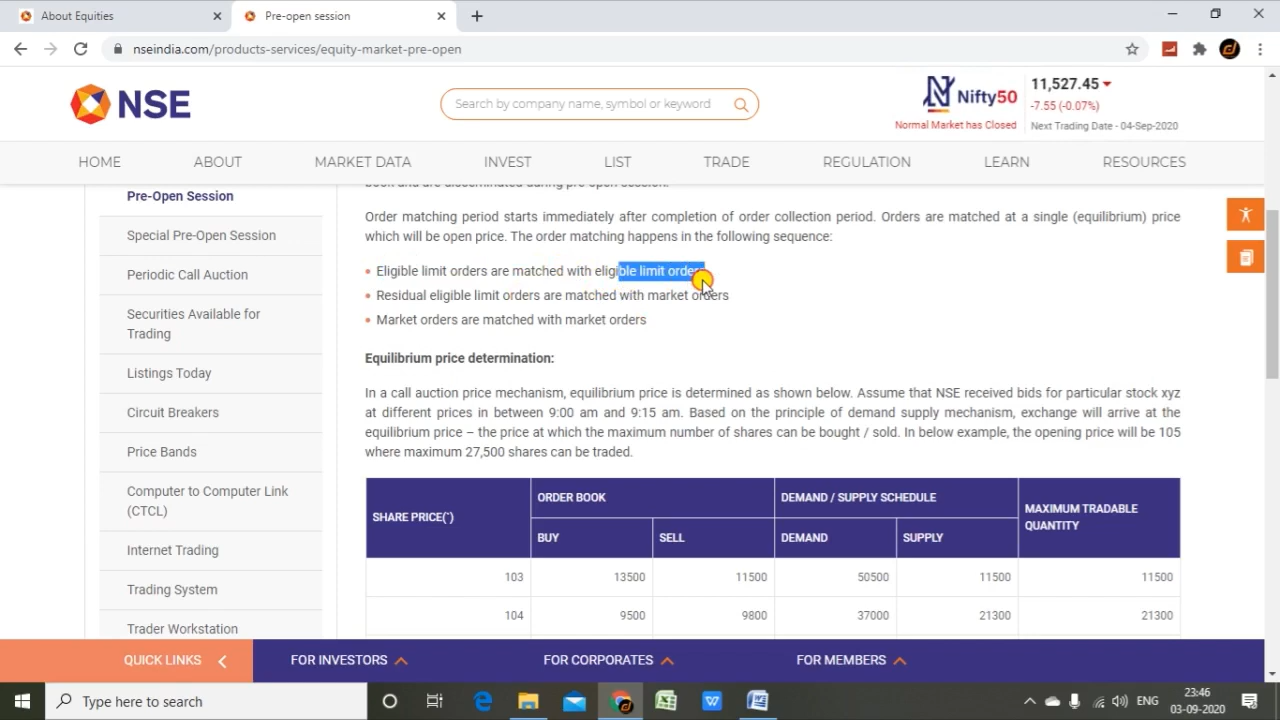 About Equities
Pre-open session
nseindia.com/products-services/equity-market-pre-open
NSE
Search by company name, symbol or keyword
Nifty50
11,527.45
-7.55 (-0.07%)
Normal Market has Closed
Next Trading Date - 04-Sep-2020
HOME ABOUT MARKET DATA INVEST LIST TRADE REGULATION LEARN RESOURCES
Pre-Open Session
Special Pre-Open Session
Periodic Call Auction
Securities Available for
Trading
Listings Today
Circuit Breakers
Price Bands
Computer to Computer Link
(CTCL)
Internet Trading
Trading System
Trader Workstation
book and are disseminated during pre open session.
Order matching period starts immediately after completion of order collection period. Orders are matched at a single (equilibrium) price
which will be open price. The order matching happens in the following sequence:
• Eligible limit orders are matched with eligible limit orders
• Residual eligible limit orders are matched with market orders
• Market orders are matched with market orders
Equilibrium price determination:
In a call auction price mechanism, equilibrium price is determined as shown below. Assume that NSE received bids for particular stock xyz
at different prices in between 9:00 am and 9:15 am. Based on the principle of demand supply mechanism, exchange will arrive at the
equilibrium price – the price at which the maximum number of shares can be bought / sold. In below example, the opening price will be 105
where maximum 27,500 shares can be traded.
SHARE PRICE(`) ORDER BOOK DEMAND / SUPPLY SCHEDULE MAXIMUM TRADABLE
QUANTITY
BUY SELL DEMAND SUPPLY
103 13500 11500 50500 11500 11500
104 9500 9800 37000 21300 21300
QUICK LINKS FOR INVESTORS FOR CORPORATES FOR MEMBERS
Type here to search
ENG
23:46
03-09-2020